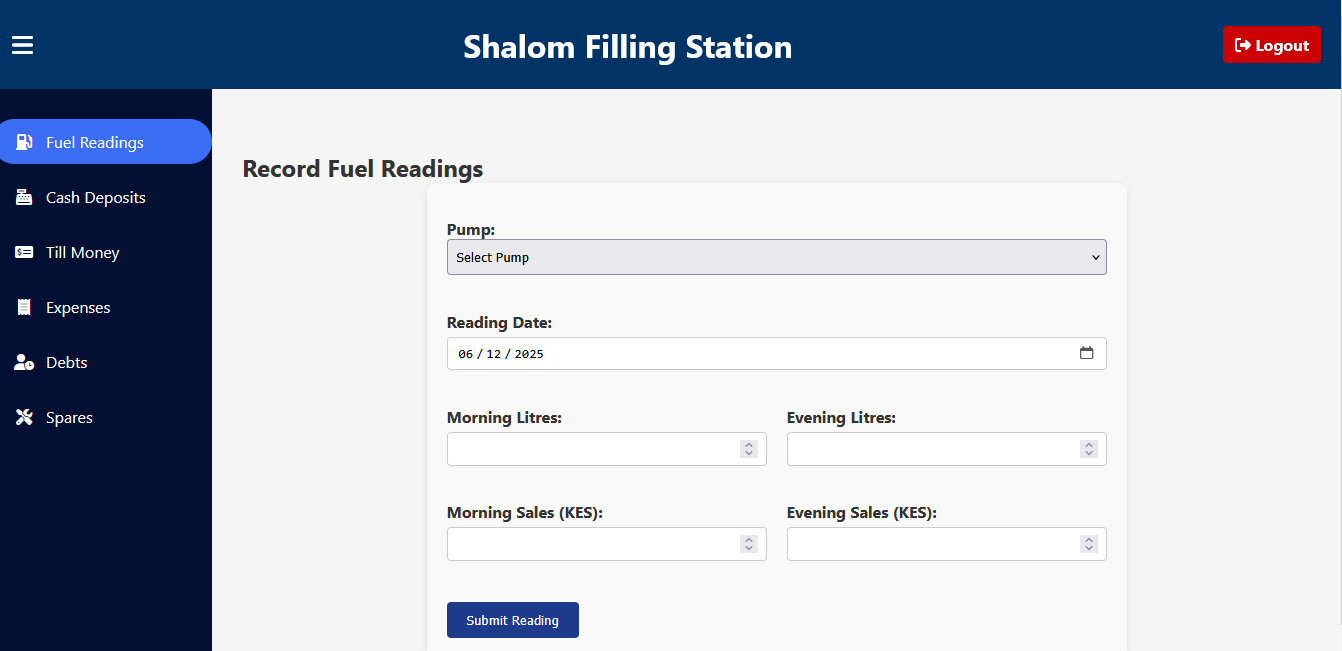 Shalom Filling Station
Logout
Fuel Readings
Cash Deposits
Till Money
Expenses
Debts
Spares
Record Fuel Readings
Pump:
Select Pump
Reading Date:
06 / 12 / 2025
Morning Litres: Evening Litres:
Morning Sales (KES): Evening Sales (KES):
Submit Reading